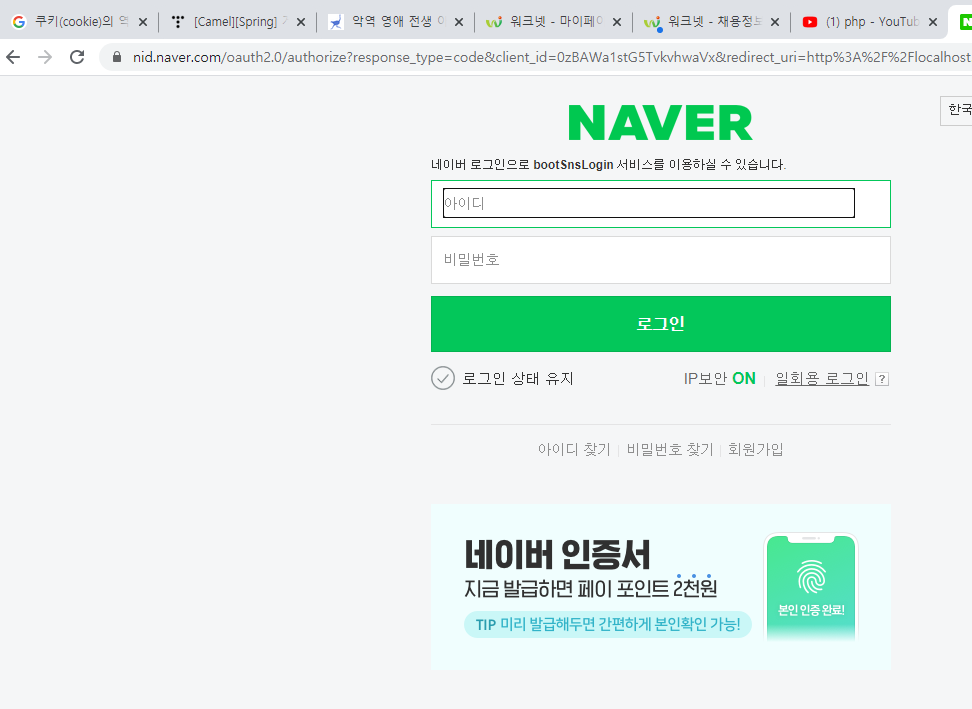 쿠키(cookie)의 역
[Camel][Spring]
악역 영애 전생
워크넷 - 마이페이
워크넷 - 채용정보
(1) php - YouTub
N
nid.naver.com/oauth2.0/authorize?response_type=code&client_id=0zBAWa1stG5TvkvhwaVx&redirect_uri=http%3A%2F%2Flocalhost
NAVER
한국
네이버 로그인으로 bootSnsLogin 서비스를 이용하실 수 있습니다.
아이디
비밀번호
로그인
로그인 상태 유지
IP보안 ON
일회용 로그인 ?
아이디 찾기
비밀번호 찾기
회원가입
네이버 인증서
지금 발급하면 페이 포인트 2천원
TIP 미리 발급해두면 간편하게 본인확인 가능!
본인 인증 완료!